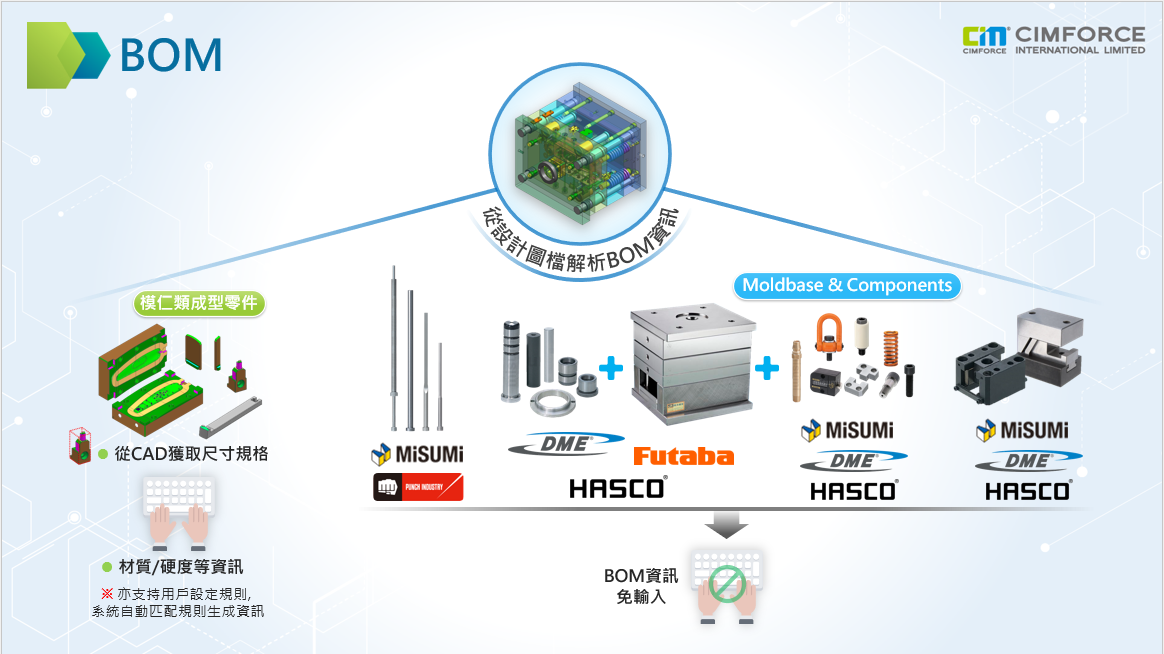 BOM
CIM
CIMFORCE
CIMFORCE
INTERNATIONAL LIMITED
從設計圖檔解析BOM資訊
模仁類成型零件
Moldbase & Components
從CAD獲取尺寸規格
材質/硬度等資訊
※ 亦支持用戶設定規則,
系統自動匹配規則生成資訊
MiSUMi
PUNCH INDUSTRY
DME®
Futaba
HASCO®
MiSUMi
DME®
HASCO®
MiSUMi
DME®
HASCO®
BOM資訊
免輸入